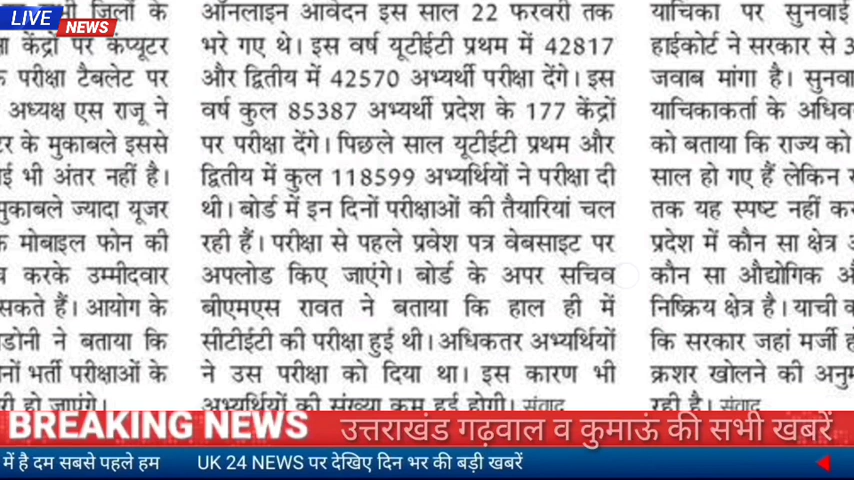 LIVE
NEWS
जिलों के
केंद्रों पर कंप्यूटर
परीक्षा टैबलेट पर
अध्यक्ष एस राजू ने
के मुकाबले इससे
भी अंतर नहीं है।
मुकाबले ज्यादा यूजर
मोबाइल फोन की
करके उम्मीदवार
सकते हैं। आयोग के
ने बताया कि
भर्ती परीक्षाओं के
हो जाएंगे।
ऑनलाइन आवेदन इस साल 22 फरवरी तक
भरे गए थे। इस वर्ष यूटीईटी प्रथम में 42817
और द्वितीय में 42570 अभ्यर्थी परीक्षा देंगे। इस
वर्ष कुल 85387 अभ्यर्थी प्रदेश के 177 केंद्रों
पर परीक्षा देंगे। पिछले साल यूटीईटी प्रथम और
द्वितीय में कुल 118599 अभ्यर्थियों ने परीक्षा दी
थी। बोर्ड में इन दिनों परीक्षाओं की तैयारियां चल
रही हैं। परीक्षा से पहले प्रवेश पत्र वेबसाइट पर
अपलोड किए जाएंगे। बोर्ड के अपर सचिव
बीएमएस रावत ने बताया कि हाल ही में
सीटीईटी की परीक्षा हुई थी। अधिकतर अभ्यर्थियों
ने उस परीक्षा को दिया था। इस कारण भी
अभ्यर्थियों की संख्या कम हुई होगी। संवाद
याचिका पर सुनवाई
हाईकोर्ट ने सरकार से
जवाब मांगा है।
याचिकाकर्ता के
को बताया कि राज्य को
साल हो गए हैं लेकिन
तक यह स्पष्ट नहीं
प्रदेश में कौन सा क्षेत्र
कौन सा औद्योगिक
निष्क्रिय क्षेत्र है। याची
कि सरकार जहां मर्जी
क्रशर खोलने की
रही है। संवाद
BREAKING NEWS
उत्तराखंड गढ़वाल व कुमाऊं की सभी खबरें
में है दम सबसे पहले हम UK 24 NEWS पर देखिए दिन भर की बड़ी खबरें